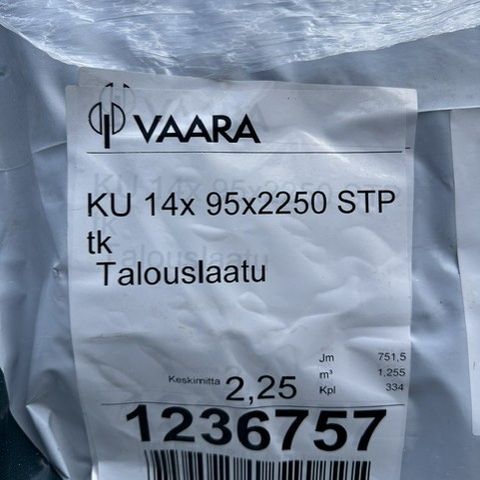 VAARA
KU 14x 95x2250 STP
tk
Talouslaatu
Jm 751,5
m³ 1,255
Keskimitta 2,25 Kpl 334
1236757